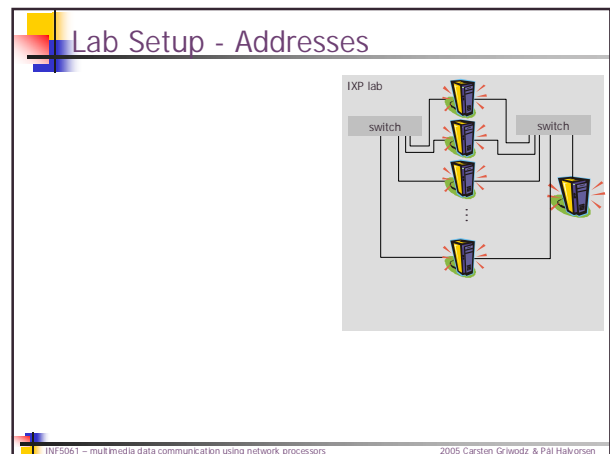 Lab Setup - Addresses
IXP lab
switch
switch
...
INF5061 – multimedia data communication using network processors
2005 Carsten Griwodz & Pål Halvorsen